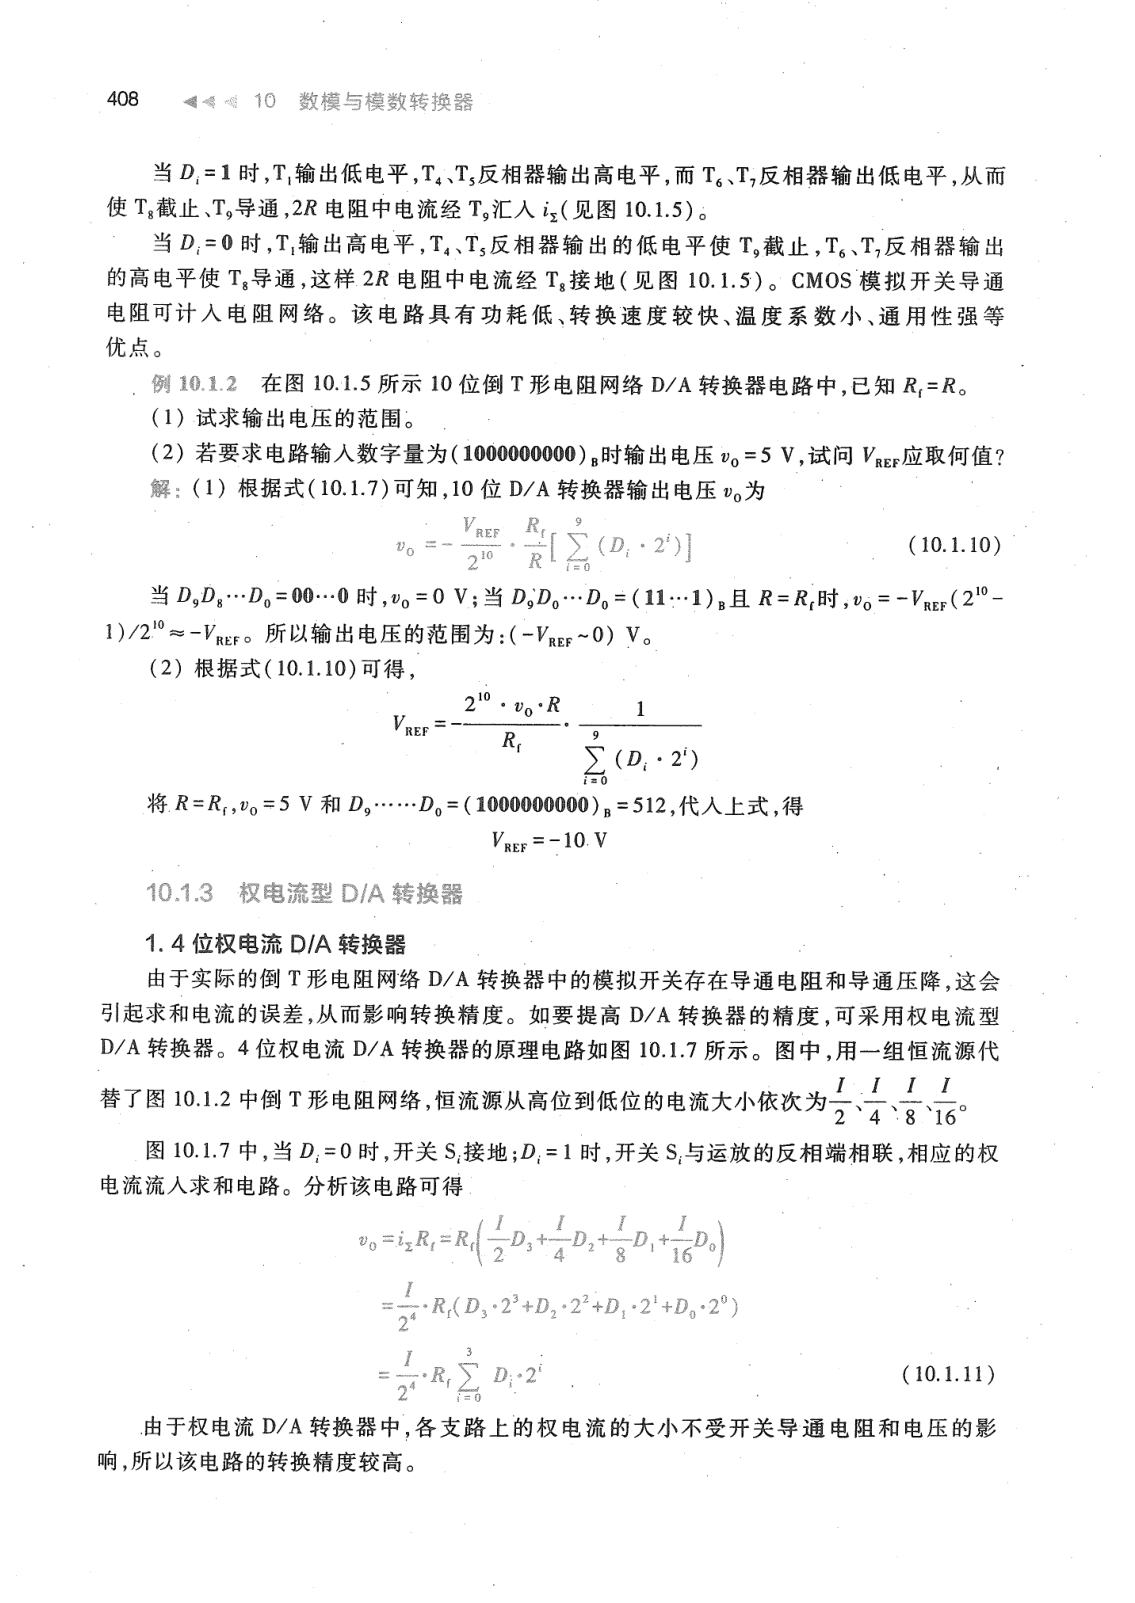 408 ◀◀◀ 10 数模与模数转换器
当 Dᵢ=1 时,T₁输出低电平,T₄、T₅反相器输出高电平,而 T₆、T₇反相器输出低电平,从而
使 T₈截止、T₉导通,2R 电阻中电流经 T₉汇入 i_Σ(见图 10.1.5)。
当 Dᵢ=0 时,T₁输出高电平,T₄、T₅反相器输出的低电平使 T₉截止,T₆、T₇反相器输出
的高电平使 T₈导通,这样 2R 电阻中电流经 T₈接地(见图 10.1.5)。CMOS 模拟开关导通
电阻可计入电阻网络。该电路具有功耗低、转换速度较快、温度系数小、通用性强等
优点。
例 10.1.2 在图 10.1.5 所示 10 位倒 T 形电阻网络 D/A 转换器电路中,已知 R_f=R。
(1) 试求输出电压的范围。
(2) 若要求电路输入数字量为(1000000000)_B时输出电压 v_O=5 V,试问 V_REF应取何值?
解:(1) 根据式(10.1.7)可知,10 位 D/A 转换器输出电压 v_O为
v_O = -V_REF/2¹⁰ · R_f/R [∑_{i=0}^{9} (Dᵢ · 2ⁱ)] (10.1.10)
当 D₉D₈…D₀=00…0 时,v_O=0 V;当 D₉D₀…D₀=(11…1)_B且 R=R_f时,v_O=-V_REF(2¹⁰-
1)/2¹⁰≈-V_REF。所以输出电压的范围为:(-V_REF~0) V。
(2) 根据式(10.1.10)可得,
V_REF = -(2¹⁰ · v_O · R)/R_f · 1/(∑_{i=0}^{9} (Dᵢ · 2ⁱ))
将 R=R_f,v_O=5 V 和 D₉……D₀=(1000000000)_B=512,代入上式,得
V_REF=-10 V
10.1.3 权电流型 D/A 转换器
1. 4 位权电流 D/A 转换器
由于实际的倒 T 形电阻网络 D/A 转换器中的模拟开关存在导通电阻和导通压降,这会
引起求和电流的误差,从而影响转换精度。如要提高 D/A 转换器的精度,可采用权电流型
D/A 转换器。4 位权电流 D/A 转换器的原理电路如图 10.1.7 所示。图中,用一组恒流源代
替了图 10.1.2 中倒 T 形电阻网络,恒流源从高位到低位的电流大小依次为 I/2、I/4、I/8、I/16。
图 10.1.7 中,当 Dᵢ=0 时,开关 Sᵢ接地;Dᵢ=1 时,开关 Sᵢ与运放的反相端相联,相应的权
电流流入求和电路。分析该电路可得
v_O=i_Σ R_f=R_f(I/2 D₃+I/4 D₂+I/8 D₁+I/16 D₀)
=I/2⁴·R_f(D₃·2³+D₂·2²+D₁·2¹+D₀·2⁰)
=I/2⁴·R_f ∑_{i=0}^{3} Dᵢ·2ⁱ (10.1.11)
由于权电流 D/A 转换器中,各支路上的权电流的大小不受开关导通电阻和电压的影
响,所以该电路的转换精度较高。